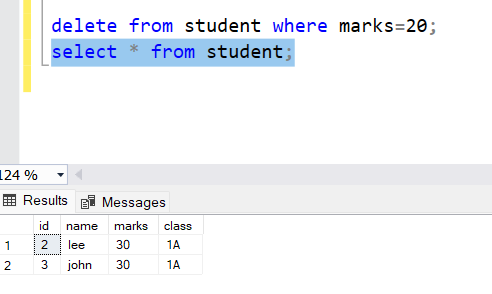 delete from student where marks=20;
select * from student;
124 %
Results Messages
id name marks class
1 2 lee 30 1A
2 3 john 30 1A